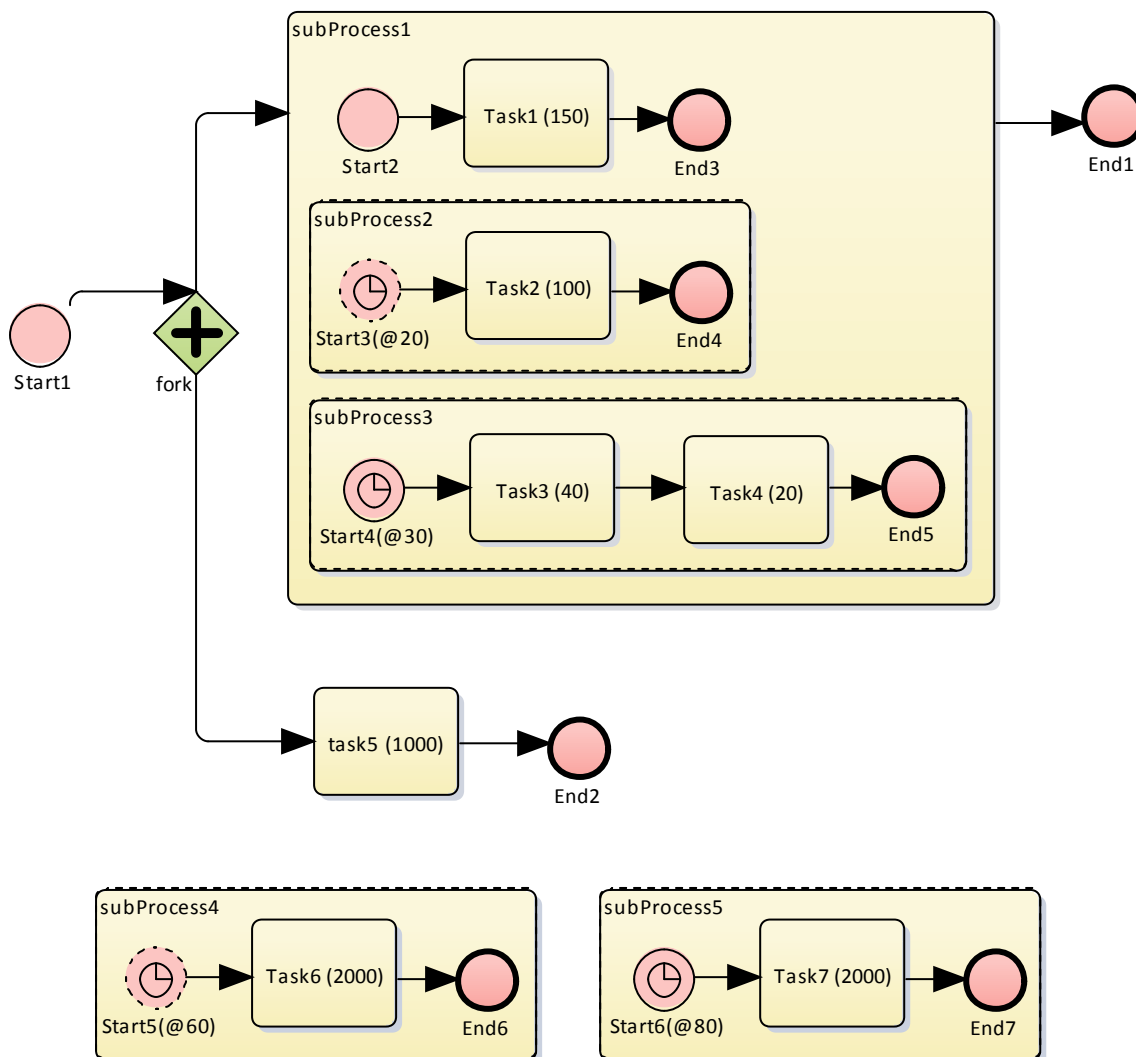 subProcess1
Task1 (150)
Start2
End3
End1
subProcess2
Task2 (100)
Start3(@20)
End4
Start1
fork
subProcess3
Task3 (40)
Task4 (20)
Start4(@30)
End5
task5 (1000)
End2
subProcess4
Task6 (2000)
Start5(@60)
End6
subProcess5
Task7 (2000)
Start6(@80)
End7